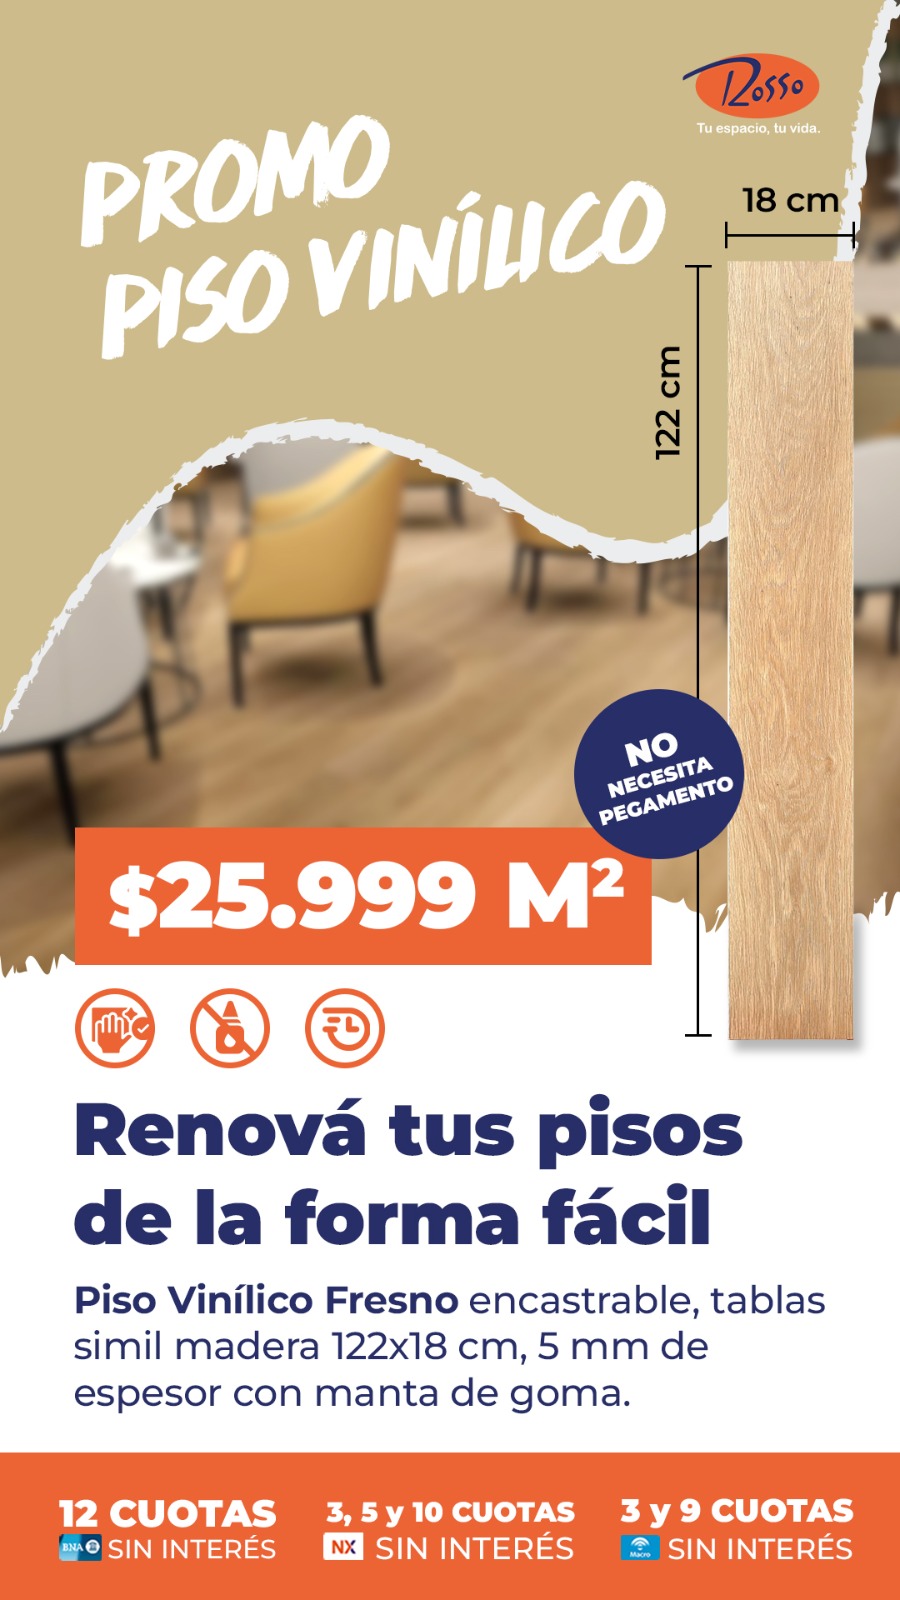 Rosso
Tu espacio, tu vida.
PROMO
PISO VINÍLICO
18 cm
122 cm
NO
NECESITA
PEGAMENTO
$25.999 M²
Renová tus pisos
de la forma fácil
Piso Vinílico Fresno encastrable, tablas
simil madera 122x18 cm, 5 mm de
espesor con manta de goma.
12 CUOTAS
BNA SIN INTERÉS
3, 5 y 10 CUOTAS
NX SIN INTERÉS
3 y 9 CUOTAS
Macro SIN INTERÉS